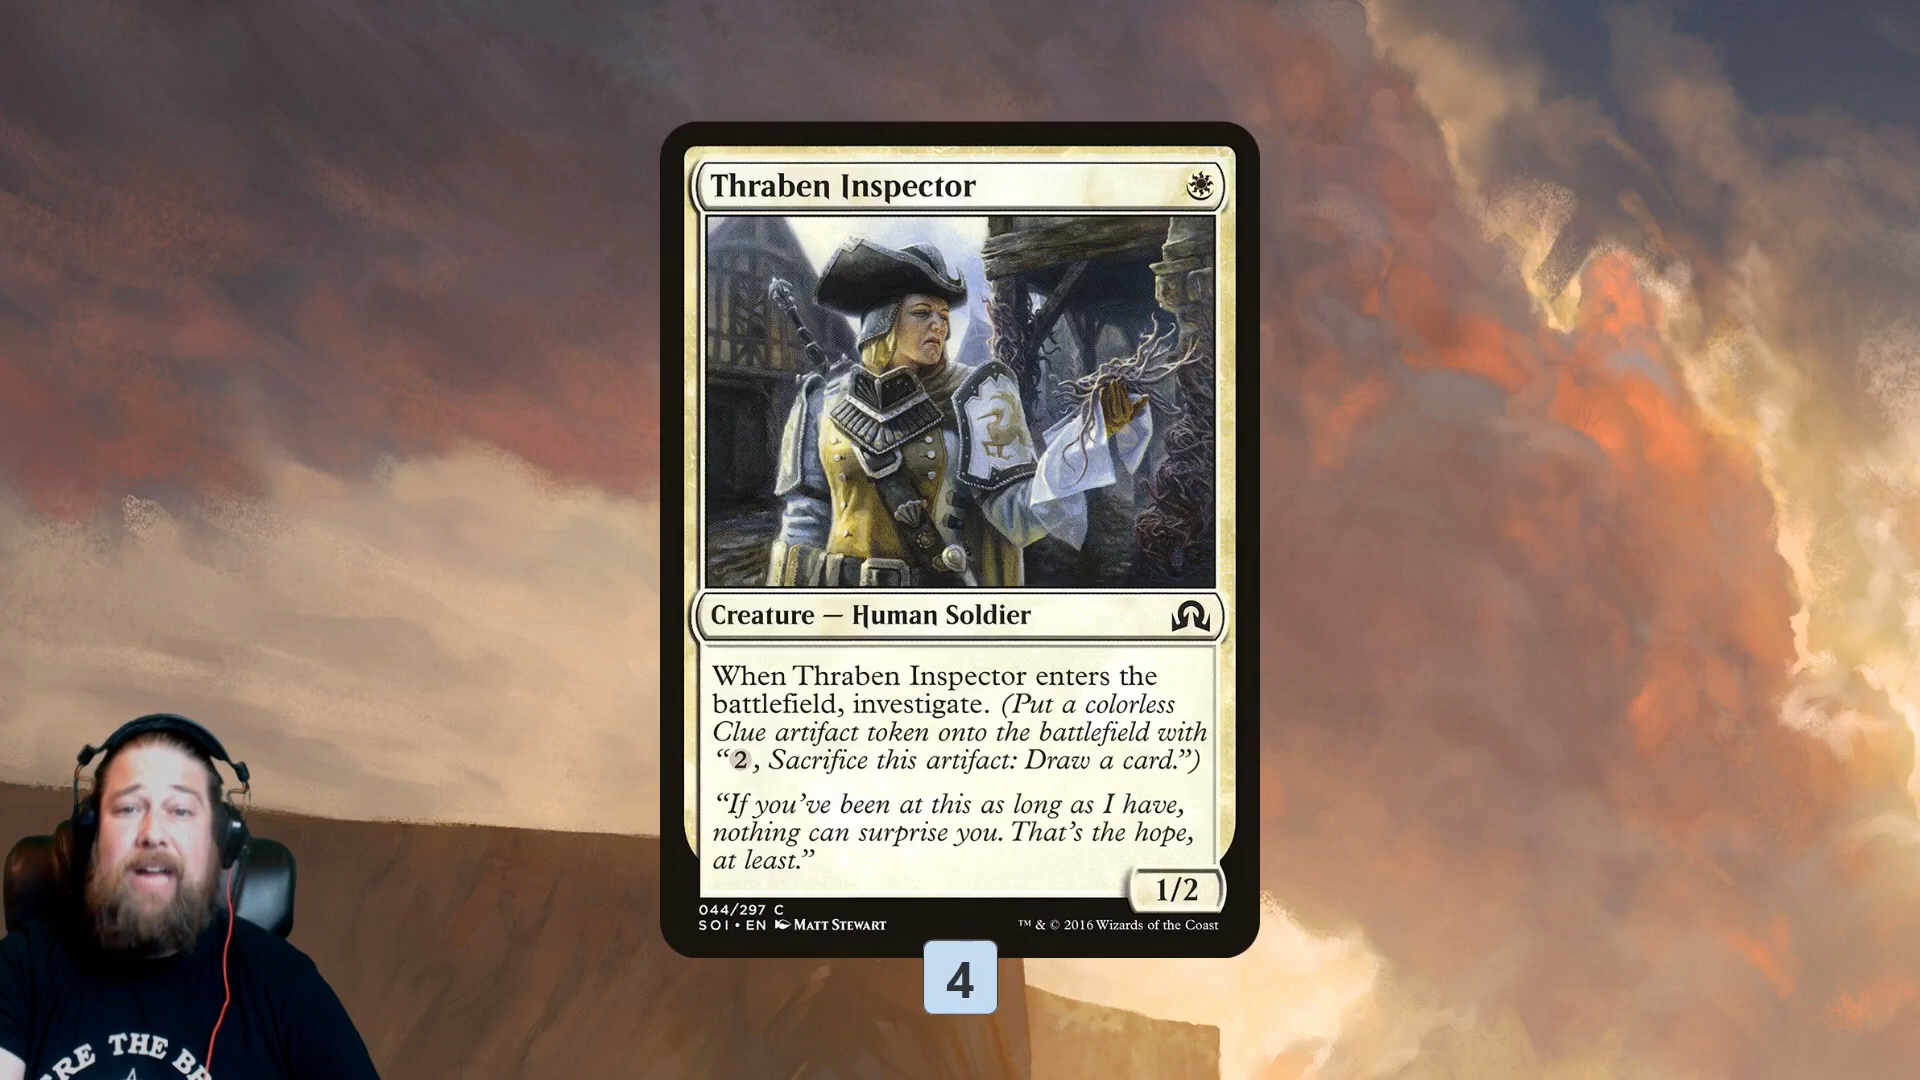 Thraben Inspector
Creature — Human Soldier
When Thraben Inspector enters the
battlefield, investigate. (Put a colorless
Clue artifact token onto the battlefield with
“2, Sacrifice this artifact: Draw a card.”)
“If you’ve been at this as long as I have,
nothing can surprise you. That’s the hope,
at least.”
1/2
044/297 C
SOI • EN Matt Stewart
™ & © 2016 Wizards of the Coast
4
THE